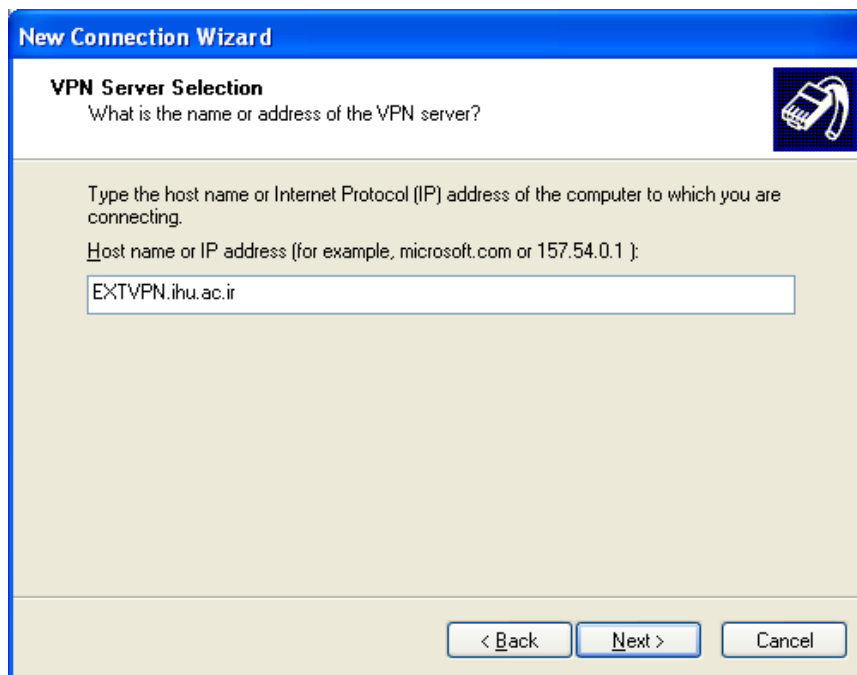 New Connection Wizard
VPN Server Selection
What is the name or address of the VPN server?
Type the host name or Internet Protocol (IP) address of the computer to which you are
connecting.
Host name or IP address (for example, microsoft.com or 157.54.0.1 ):
EXTVPN.ihu.ac.ir
< Back Next > Cancel